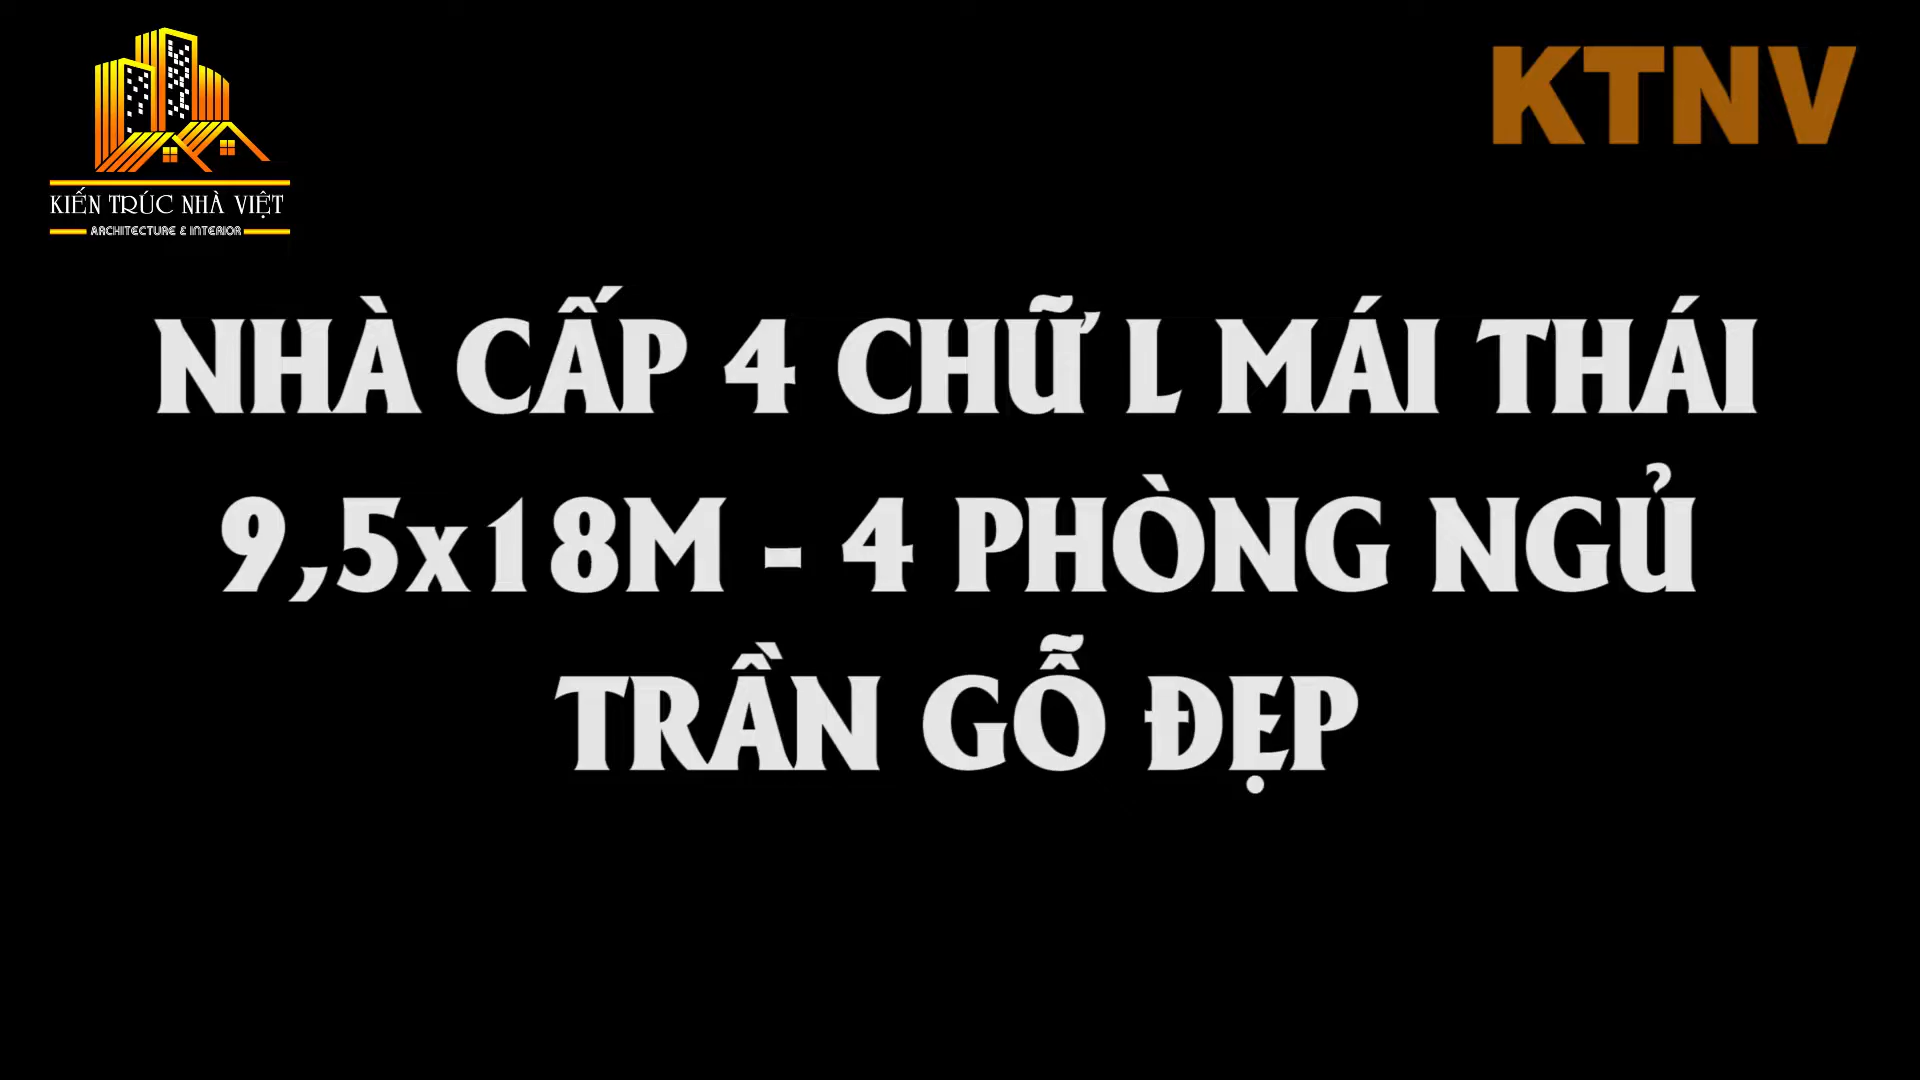 KIẾN TRÚC NHÀ VIỆT
ARCHITECTURE & INTERIOR
KTNV
NHÀ CẤP 4 CHỮ L MÁI THÁI
9,5x18M - 4 PHÒNG NGỦ
TRẦN GỖ ĐẸP